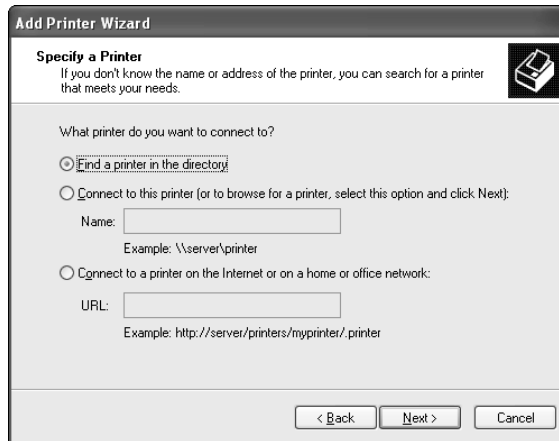 Add Printer Wizard
Specify a Printer
If you don't know the name or address of the printer, you can search for a printer
that meets your needs.
What printer do you want to connect to?
Find a printer in the directory
Connect to this printer (or to browse for a printer, select this option and click Next):
Name:
Example: \\server\printer
Connect to a printer on the Internet or on a home or office network:
URL:
Example: http://server/printers/myprinter/.printer
< Back
Next >
Cancel